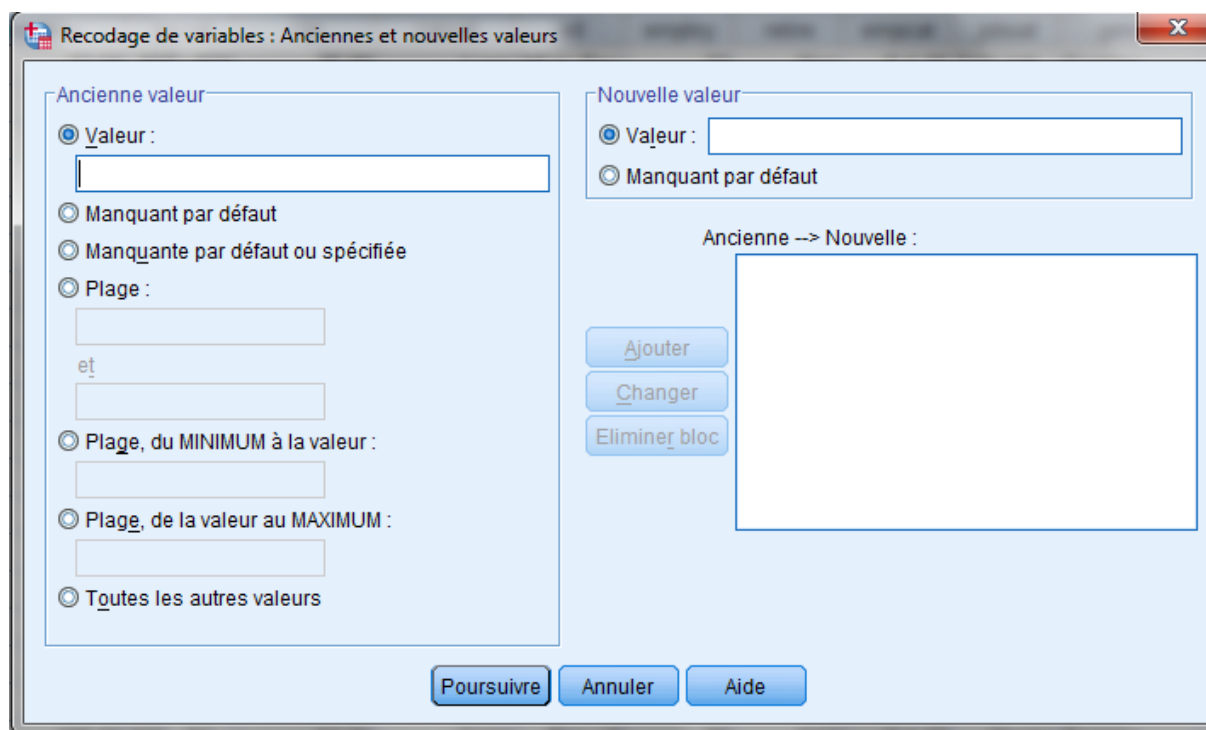 Recodage de variables : Anciennes et nouvelles valeurs
Ancienne valeur
Valeur :
Manquant par défaut
Manquante par défaut ou spécifiée
Plage :
et
Plage, du MINIMUM à la valeur :
Plage, de la valeur au MAXIMUM :
Toutes les autres valeurs
Nouvelle valeur
Valeur :
Manquant par défaut
Ancienne --> Nouvelle :
Ajouter
Changer
Eliminer bloc
Poursuivre
Annuler
Aide